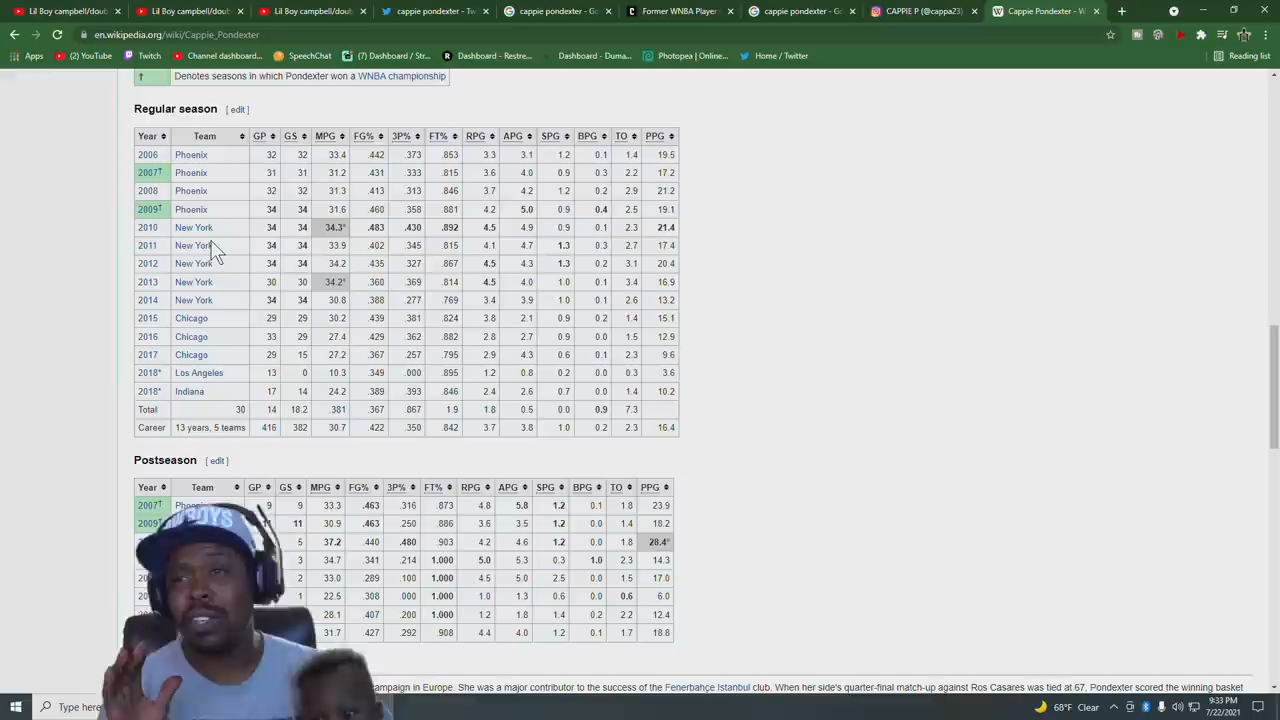 Lil Boy campbell/doub
Lil Boy campbell/doub
Lil Boy campbell/doub
cappie pondexter - Tw
cappie pondexter - Go
Former WNBA Player
cappie pondexter - Go
CAPPIE P (@cappa23)
Cappie Pondexter - W
en.wikipedia.org/wiki/Cappie_Pondexter
Apps
(2) YouTube
Twitch
Channel dashboard...
SpeechChat
(7) Dashboard / Str...
Dashboard - Restre...
Dashboard - Duma...
Photopea | Online...
Home / Twitter
Reading list
† Denotes seasons in which Pondexter won a WNBA championship
Regular season [ edit ]
Year Team GP GS MPG FG% 3P% FT% RPG APG SPG BPG TO PPG
2006 Phoenix 32 32 33.4 .442 .373 .853 3.3 3.1 1.2 0.1 1.4 19.5
2007† Phoenix 31 31 31.2 .431 .333 .815 3.6 4.0 0.9 0.3 2.2 17.2
2008 Phoenix 32 32 31.3 .413 .313 .846 3.7 4.2 1.2 0.2 2.9 21.2
2009† Phoenix 34 34 31.6 .460 .358 .881 4.2 5.0 0.9 0.4 2.5 19.1
2010 New York 34 34 34.3° .483 .430 .892 4.5 4.9 0.9 0.1 2.3 21.4
2011 New York 34 34 33.9 .402 .345 .815 4.1 4.7 1.3 0.2 2.7 17.4
2012 New York 34 34 34.2 .435 .327 .867 4.5 4.3 1.3 0.2 3.1 20.4
2013 New York 30 30 34.2° .360 .369 .814 4.5 4.0 1.0 0.1 3.4 16.9
2014 New York 34 34 30.8 .388 .277 .769 3.4 3.9 1.0 0.1 2.6 13.2
2015 Chicago 29 29 30.2 .439 .381 .824 3.8 2.1 0.9 0.2 1.4 15.1
2016 Chicago 33 29 27.4 .429 .362 .882 2.8 2.7 0.9 0.0 1.5 12.9
2017 Chicago 29 15 27.2 .367 .257 .795 2.9 4.3 0.6 0.1 2.3 9.6
2018* Los Angeles 13 0 10.3 .349 .000 .895 1.2 0.8 0.2 0.0 0.3 3.6
2018* Indiana 17 14 24.2 .389 .393 .846 2.4 2.6 0.7 0.0 1.4 10.2
Total 30 14 18.2 .381 .367 .867 1.9 1.8 0.5 0.0 0.9 7.3
Career 13 years, 5 teams 416 382 30.7 .422 .350 .842 3.7 3.8 1.0 0.2 2.3 16.4
Postseason [ edit ]
Year Team GP GS MPG FG% 3P% FT% RPG APG SPG BPG TO PPG
2007† 9 9 33.3 .463 .316 .873 4.8 5.8 1.2 0.1 1.8 23.9
2009† 11 30.9 .463 .250 .886 3.6 3.5 1.2 0.0 1.4 18.2
5 37.2 .440 .480 .903 4.2 4.6 1.2 0.0 1.8 28.4°
3 34.7 .341 .214 1.000 5.0 5.3 0.3 1.0 2.3 14.3
2 33.0 .289 .100 1.000 4.5 5.0 2.5 0.0 1.5 17.0
1 22.5 .308 .000 1.000 1.0 1.3 0.6 0.0 0.6 6.0
28.1 .407 .200 1.000 1.2 1.8 1.4 0.2 2.2 12.4
31.7 .427 .292 .908 4.4 4.0 1.2 0.1 1.7 18.8
campaign in Europe. She was a major contributor to the success of the Fenerbahçe Istanbul club. When her side's quarter-final match-up against Ros Casares was tied at 67, Pondexter scored the winning basket
Type here
68°F Clear
9:33 PM
7/22/2021